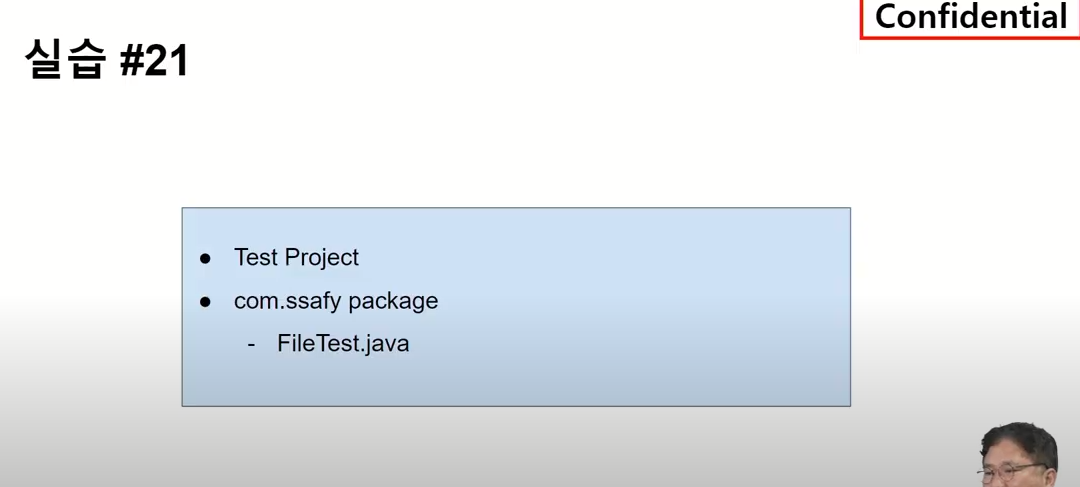 Confidential
실습 #21
● Test Project
● com.ssafy package
- FileTest.java